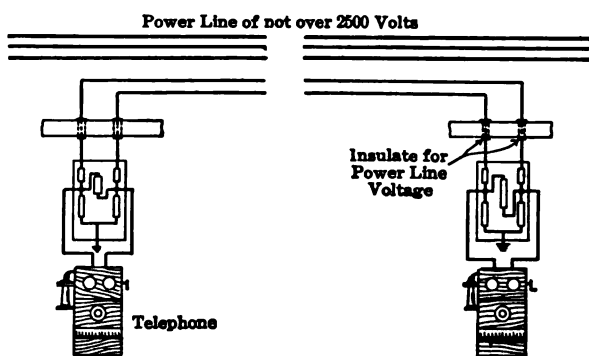 Power Line of not over 2500 Volts
Insulate for
Power Line
Voltage
Telephone